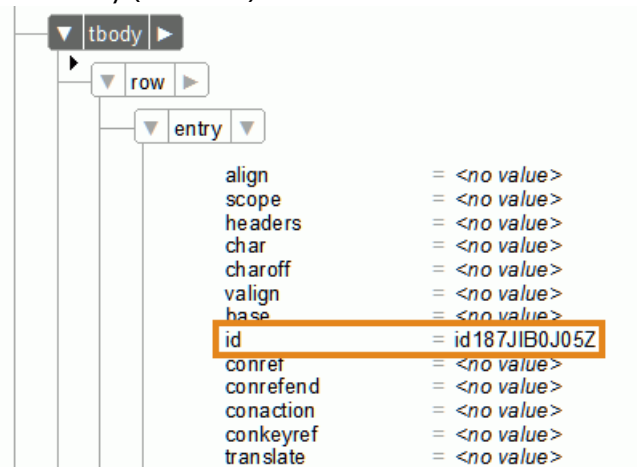 tbody
row
entry
align = <no value>
scope = <no value>
headers = <no value>
char = <no value>
charoff = <no value>
valign = <no value>
base = <no value>
id = id187JIB0J05Z
conref = <no value>
conrefend = <no value>
conaction = <no value>
conkeyref = <no value>
translate = <no value>